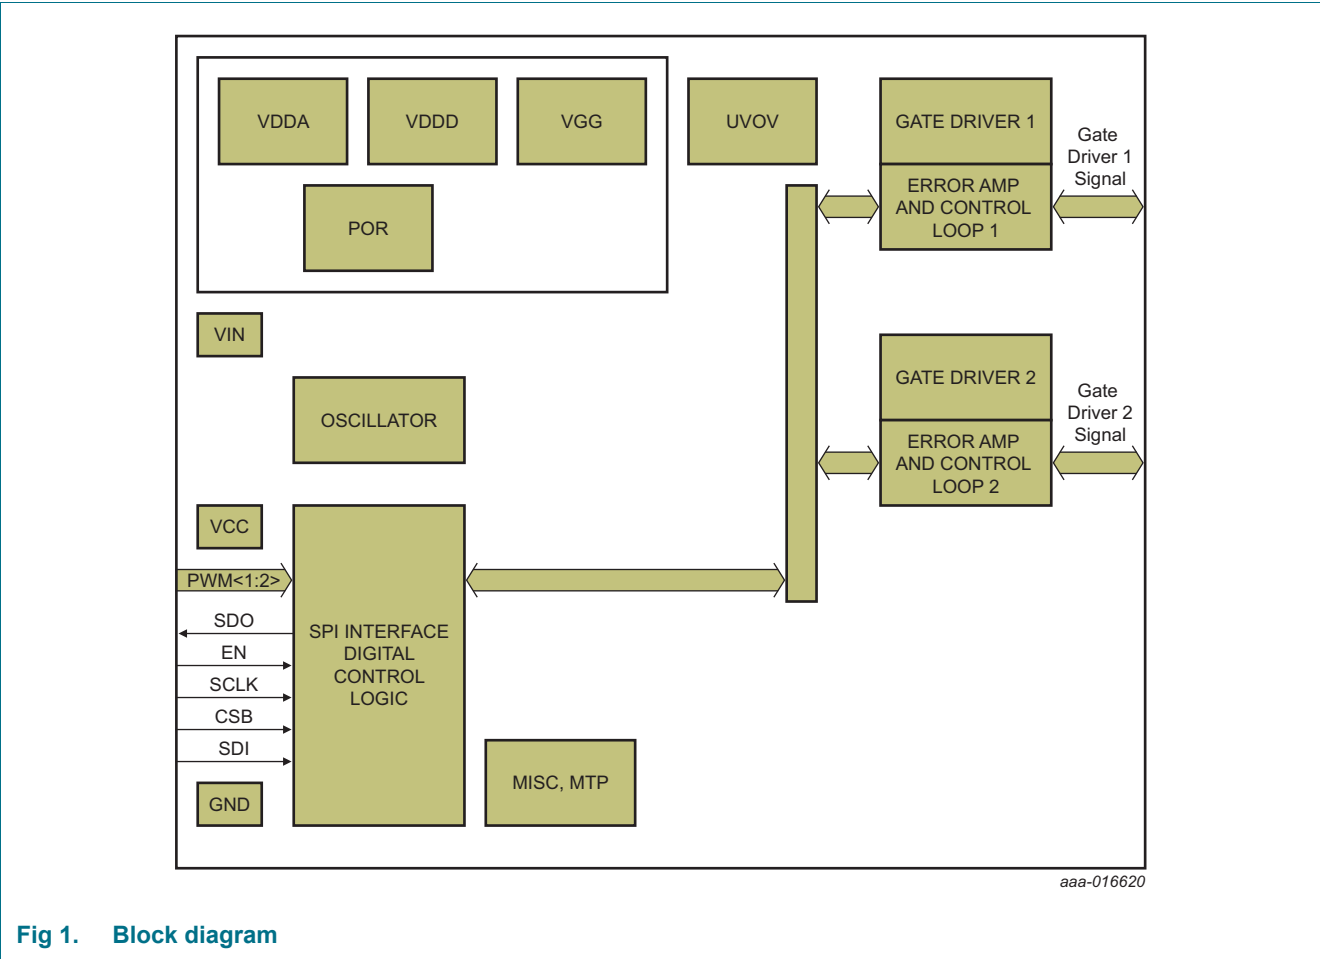 VDDA
VDDD
VGG
UVOV
GATE DRIVER 1
Gate
Driver 1
Signal
ERROR AMP
AND CONTROL
LOOP 1
POR
VIN
GATE DRIVER 2
Gate
Driver 2
Signal
OSCILLATOR
ERROR AMP
AND CONTROL
LOOP 2
VCC
PWM<1:2>
SDO
EN
SCLK
CSB
SDI
SPI INTERFACE
DIGITAL
CONTROL
LOGIC
MISC, MTP
GND
aaa-016620
Fig 1. Block diagram